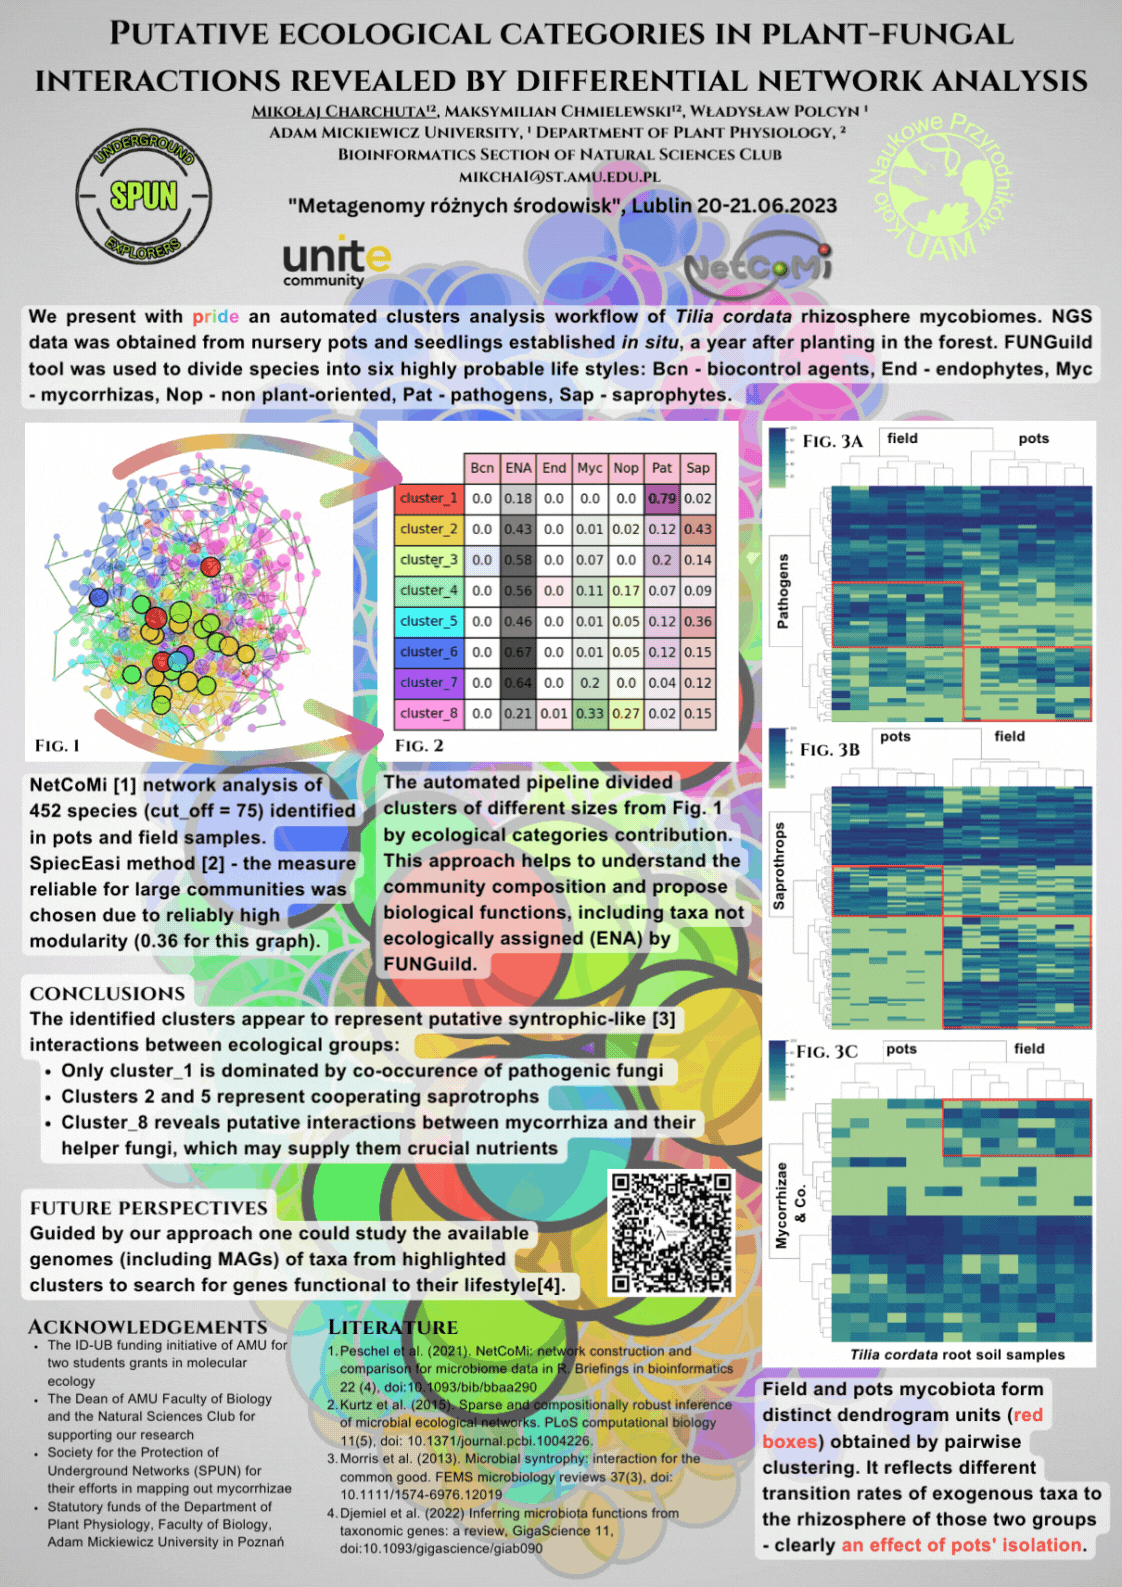 PUTATIVE ECOLOGICAL CATEGORIES IN PLANT-FUNGAL
INTERACTIONS REVEALED BY DIFFERENTIAL NETWORK ANALYSIS
MIKOŁAJ CHARCHUTA¹², MAKSYMILIAN CHMIELEWSKI¹², WŁADYSŁAW POLCYN ¹
ADAM MICKIEWICZ UNIVERSITY, ¹ DEPARTMENT OF PLANT PHYSIOLOGY, ²
BIOINFORMATICS SECTION OF NATURAL SCIENCES CLUB
MIKCHA1@ST.AMU.EDU.PL
"Metagenomy różnych środowisk", Lublin 20-21.06.2023
UNDERGROUND
SPUN
EXPLORERS
Koło Naukowe Przyrodników
UAM
unite
community
NetCoMi
We present with pride an automated clusters analysis workflow of Tilia cordata rhizosphere mycobiomes. NGS
data was obtained from nursery pots and seedlings established in situ, a year after planting in the forest. FUNGuild
tool was used to divide species into six highly probable life styles: Bcn - biocontrol agents, End - endophytes, Myc
- mycorrhizas, Nop - non plant-oriented, Pat - pathogens, Sap - saprophytes.
FIG. 1
Bcn ENA End Myc Nop Pat Sap
cluster_1 0.0 0.18 0.0 0.0 0.0 0.79 0.02
cluster_2 0.0 0.43 0.0 0.01 0.02 0.12 0.43
cluster_3 0.0 0.58 0.0 0.07 0.0 0.2 0.14
cluster_4 0.0 0.56 0.0 0.11 0.17 0.07 0.09
cluster_5 0.0 0.46 0.0 0.01 0.05 0.12 0.36
cluster_6 0.0 0.67 0.0 0.01 0.05 0.12 0.15
cluster_7 0.0 0.64 0.0 0.2 0.0 0.04 0.12
cluster_8 0.0 0.21 0.01 0.33 0.27 0.02 0.15
FIG. 2
FIG. 3A
field
pots
Pathogens
FIG. 3B
pots
field
Saprothrops
FIG. 3C
pots
field
Mycorrhizae
& Co.
Tilia cordata root soil samples
NetCoMi [1] network analysis of
452 species (cut_off = 75) identified
in pots and field samples.
SpiecEasi method [2] - the measure
reliable for large communities was
chosen due to reliably high
modularity (0.36 for this graph).
The automated pipeline divided
clusters of different sizes from Fig. 1
by ecological categories contribution.
This approach helps to understand the
community composition and propose
biological functions, including taxa not
ecologically assigned (ENA) by
FUNGuild.
CONCLUSIONS
The identified clusters appear to represent putative syntrophic-like [3]
interactions between ecological groups:
• Only cluster_1 is dominated by co-occurence of pathogenic fungi
• Clusters 2 and 5 represent cooperating saprotrophs
• Cluster_8 reveals putative interactions between mycorrhiza and their
helper fungi, which may supply them crucial nutrients
FUTURE PERSPECTIVES
Guided by our approach one could study the available
genomes (including MAGs) of taxa from highlighted
clusters to search for genes functional to their lifestyle[4].
ACKNOWLEDGEMENTS
• The ID-UB funding initiative of AMU for
two students grants in molecular
ecology
• The Dean of AMU Faculty of Biology
and the Natural Sciences Club for
supporting our research
• Society for the Protection of
Underground Networks (SPUN) for
their efforts in mapping out mycorrhizae
• Statutory funds of the Department of
Plant Physiology, Faculty of Biology,
Adam Mickiewicz University in Poznań
LITERATURE
1. Peschel et al. (2021). NetCoMi: network construction and
comparison for microbiome data in R. Briefings in bioinformatics
22 (4), doi:10.1093/bib/bbaa290
2. Kurtz et al. (2015). Sparse and compositionally robust inference
of microbial ecological networks. PLoS computational biology
11(5), doi: 10.1371/journal.pcbi.1004226.
3. Morris et al. (2013). Microbial syntrophy: interaction for the
common good. FEMS microbiology reviews 37(3), doi:
10.1111/1574-6976.12019
4. Djemiel et al. (2022) Inferring microbiota functions from
taxonomic genes: a review, GigaScience 11,
doi:10.1093/gigascience/giab090
Field and pots mycobiota form
distinct dendrogram units (red
boxes) obtained by pairwise
clustering. It reflects different
transition rates of exogenous taxa to
the rhizosphere of those two groups
- clearly an effect of pots' isolation.